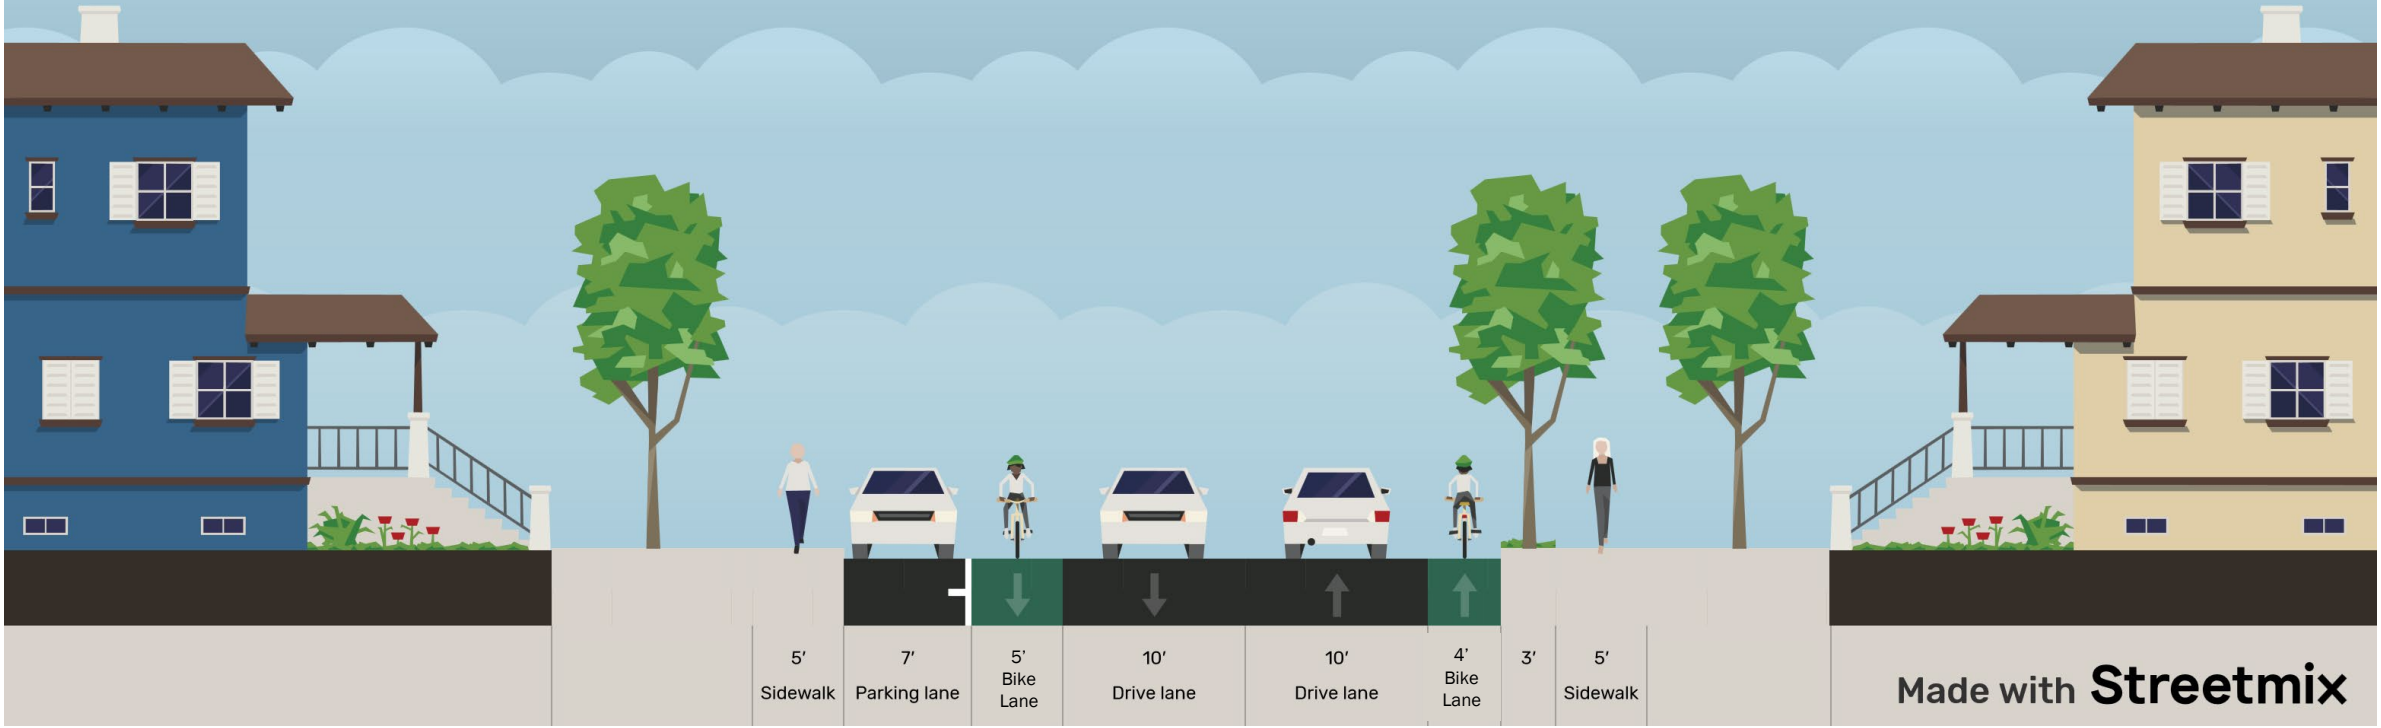 5′
Sidewalk
7′
Parking lane
5’
Bike
Lane
10′
Drive lane
10′
Drive lane
4’
Bike
Lane
3′
5′
Sidewalk
Made with Streetmix